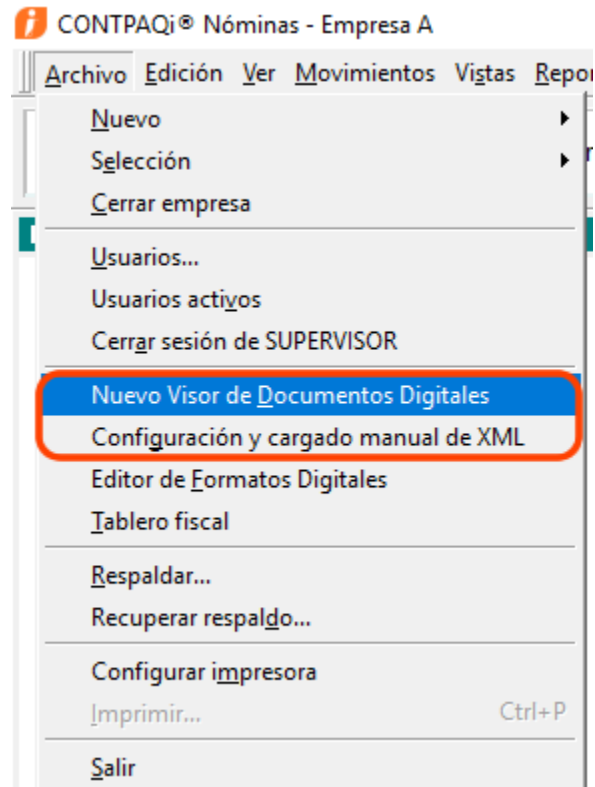 CONTPAQi® Nóminas - Empresa A
Archivo Edición Ver Movimientos Vistas Repor
Nuevo
Selección
Cerrar empresa
Usuarios...
Usuarios activos
Cerrar sesión de SUPERVISOR
Nuevo Visor de Documentos Digitales
Configuración y cargado manual de XML
Editor de Formatos Digitales
Tablero fiscal
Respaldar...
Recuperar respaldo...
Configurar impresora
Imprimir... Ctrl+P
Salir